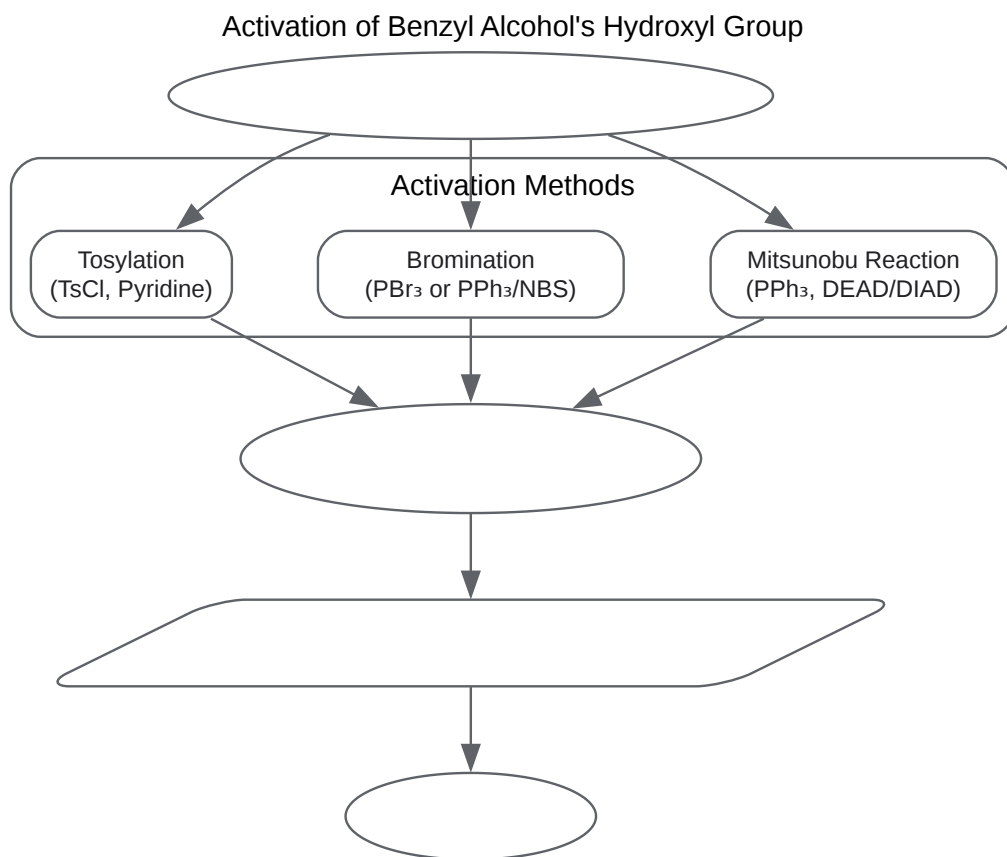 Activation of Benzyl Alcohol's Hydroxyl Group
Activation Methods
Tosylation
(TsCl, Pyridine)
Bromination
(PBr₃ or PPh₃/NBS)
Mitsunobu Reaction
(PPh₃, DEAD/DIAD)